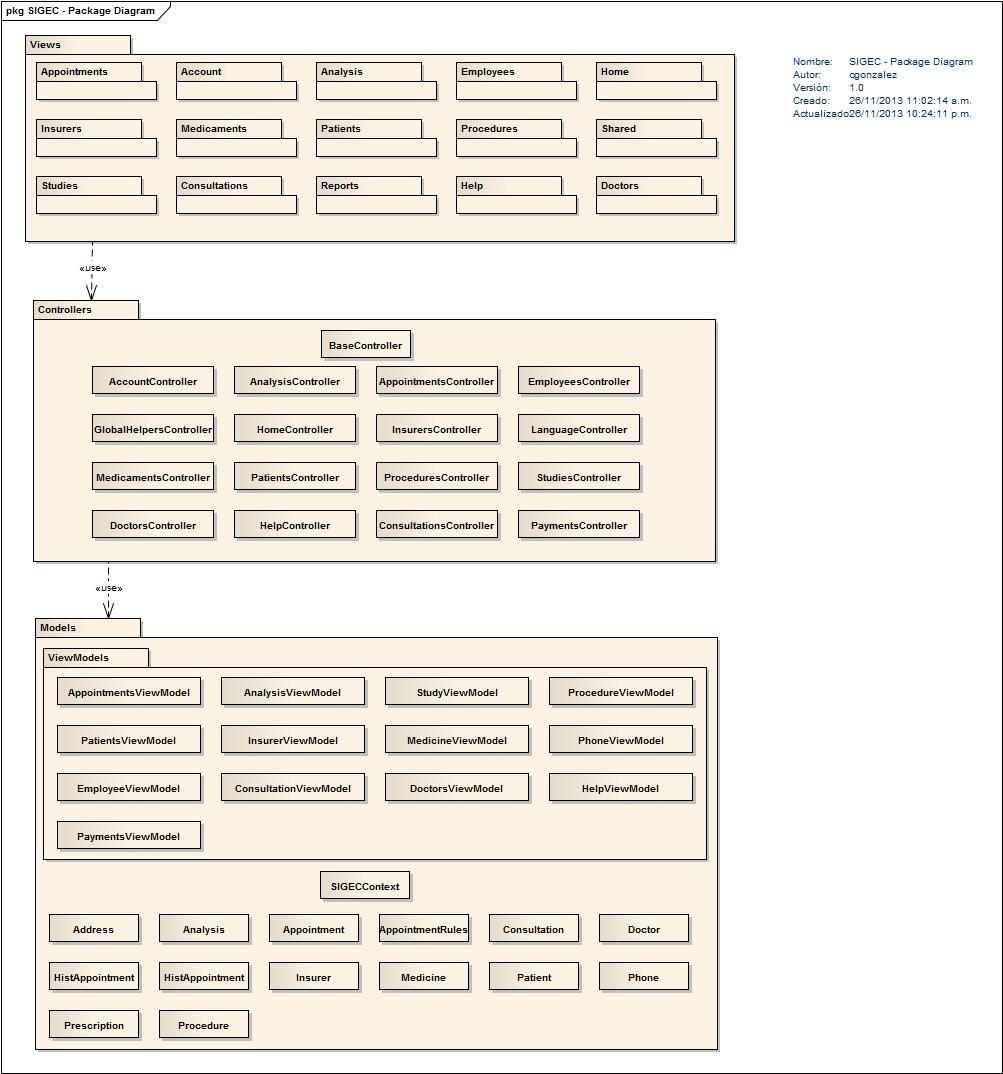 pkg SIGEC - Package Diagram
Views
Appointments
Account
Analysis
Employees
Home
Insurers
Medicaments
Patients
Procedures
Shared
Studies
Consultations
Reports
Help
Doctors
Nombre: SIGEC - Package Diagram
Autor: cgonzalez
Versión: 1.0
Creado: 26/11/2013 11:02:14 a.m.
Actualizado26/11/2013 10:24:11 p.m.
«use»
Controllers
BaseController
AccountController
AnalysisController
AppointmentsController
EmployeesController
GlobalHelpersController
HomeController
InsurersController
LanguageController
MedicamentsController
PatientsController
ProceduresController
StudiesController
DoctorsController
HelpController
ConsultationsController
PaymentsController
«use»
Models
ViewModels
AppointmentsViewModel
AnalysisViewModel
StudyViewModel
ProcedureViewModel
PatientsViewModel
InsurerViewModel
MedicineViewModel
PhoneViewModel
EmployeeViewModel
ConsultationViewModel
DoctorsViewModel
HelpViewModel
PaymentsViewModel
SIGECContext
Address
Analysis
Appointment
AppointmentRules
Consultation
Doctor
HistAppointment
HistAppointment
Insurer
Medicine
Patient
Phone
Prescription
Procedure